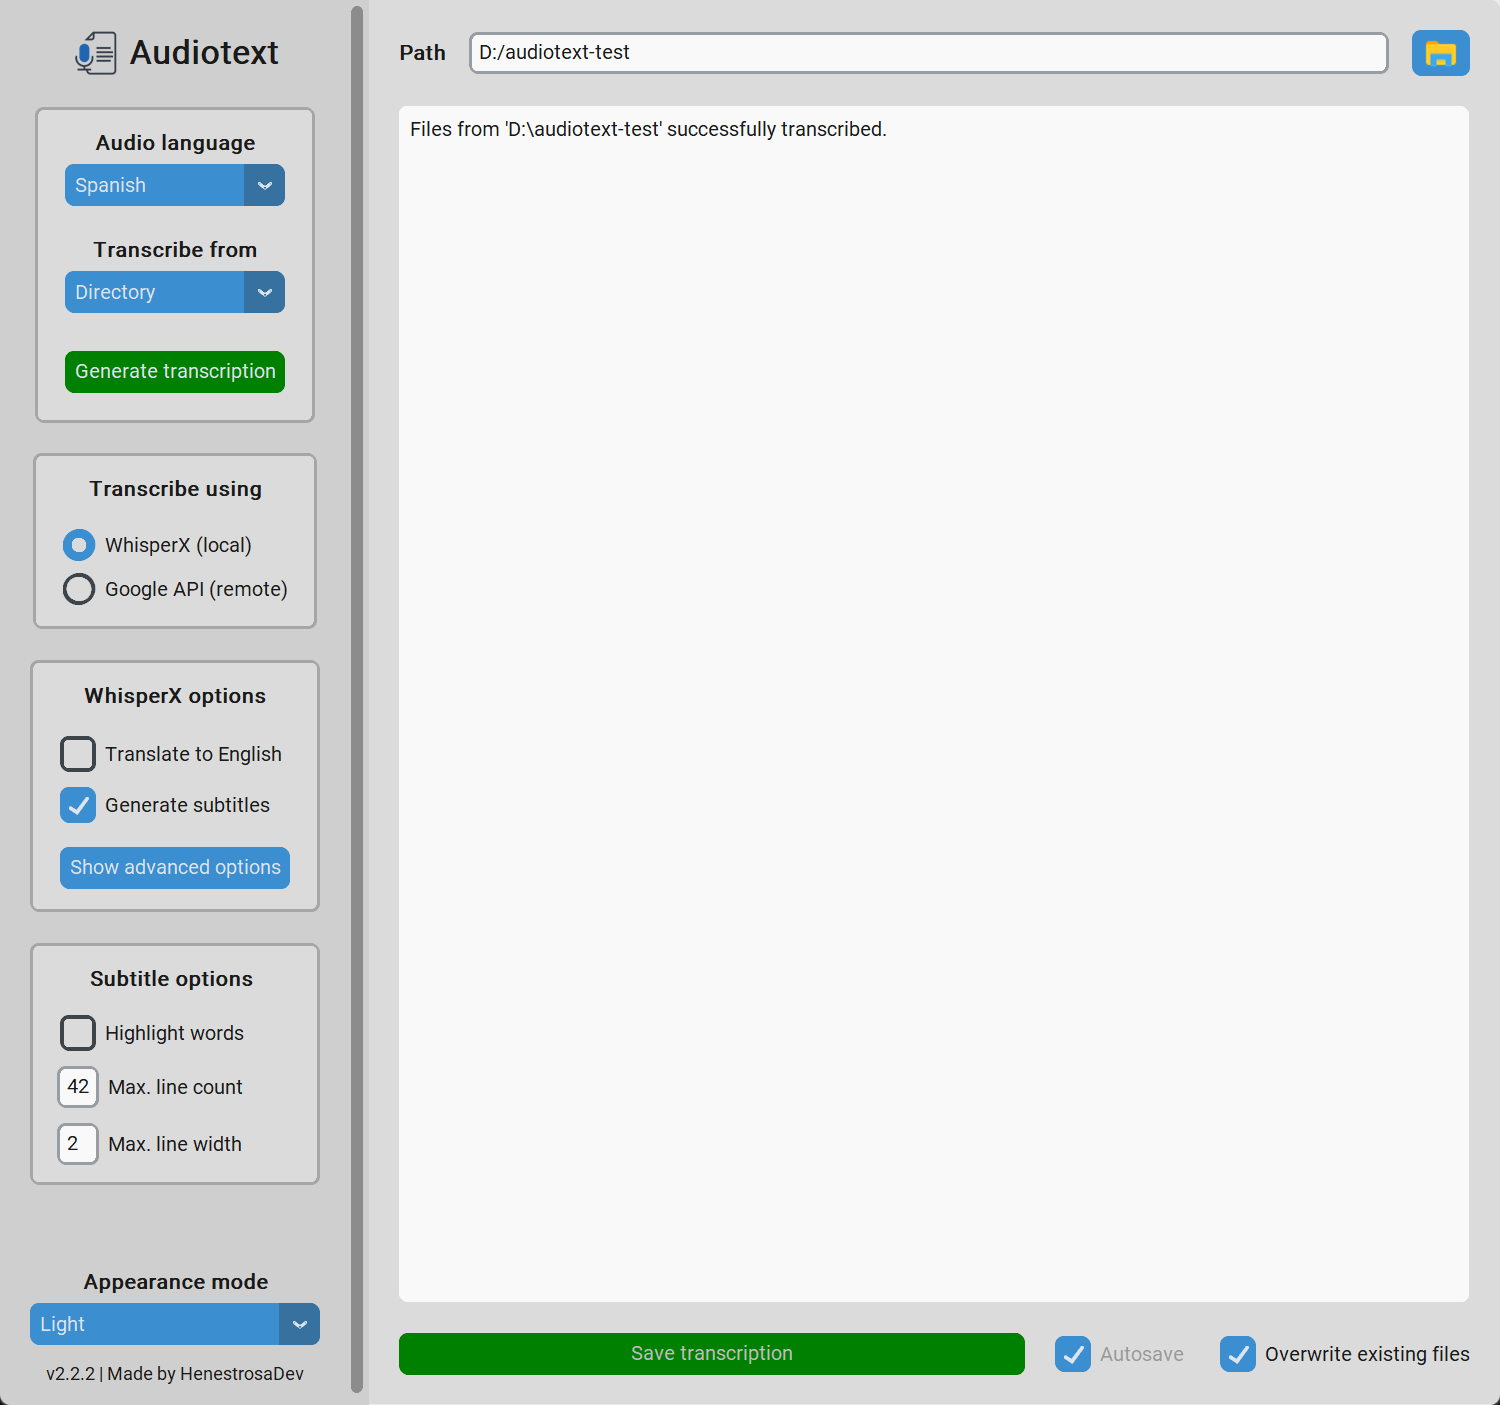 Audiotext
Audio language
Spanish
Transcribe from
Directory
Generate transcription
Transcribe using
WhisperX (local)
Google API (remote)
WhisperX options
Translate to English
Generate subtitles
Show advanced options
Subtitle options
Highlight words
42 Max. line count
2 Max. line width
Appearance mode
Light
v2.2.2 | Made by HenestrosaDev
Path D:/audiotext-test
Files from 'D:\audiotext-test' successfully transcribed.
Save transcription Autosave Overwrite existing files